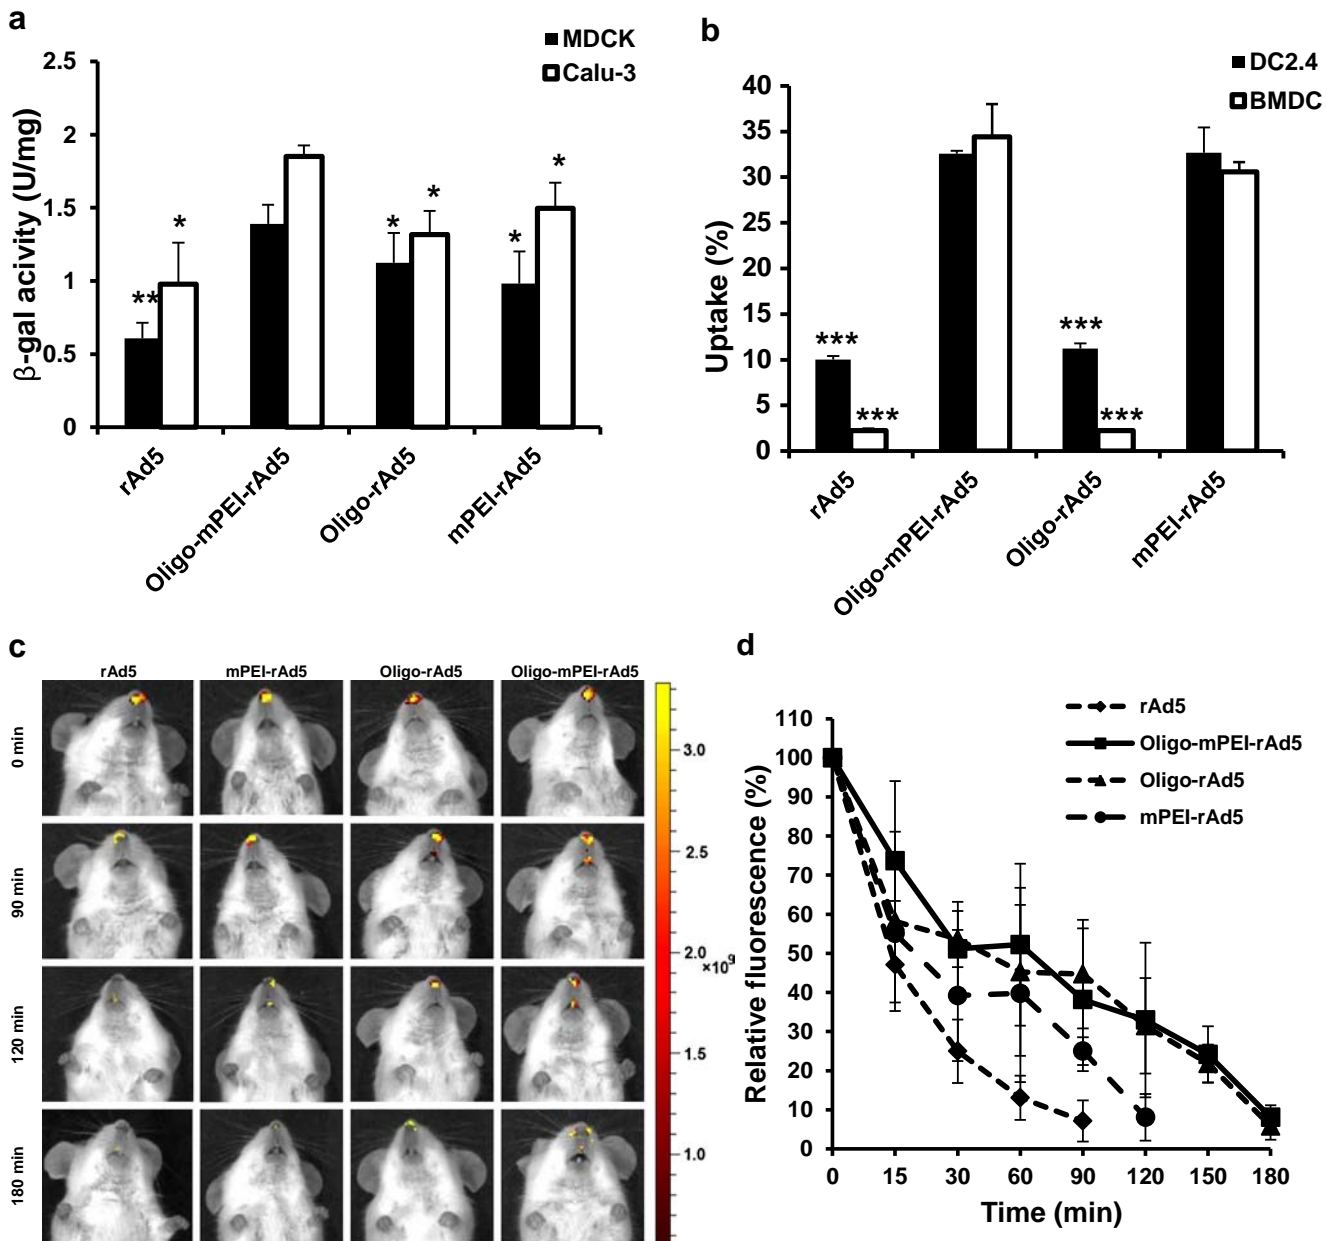 a
MDCK
Calu-3
β-gal acivity (U/mg)
2.5
2
1.5
1
0.5
0
**
*
*
*
*
*
rAd5
Oligo-mPEI-rAd5
Oligo-rAd5
mPEI-rAd5
b
DC2.4
BMDC
Uptake (%)
40
35
30
25
20
15
10
5
0
***
***
***
***
rAd5
Oligo-mPEI-rAd5
Oligo-rAd5
mPEI-rAd5
c
rAd5 mPEI-rAd5 Oligo-rAd5 Oligo-mPEI-rAd5
0 min
90 min
120 min
180 min
3.0
2.5
2.0
×10⁹
1.5
1.0
d
rAd5
Oligo-mPEI-rAd5
Oligo-rAd5
mPEI-rAd5
Relative fluorescence (%)
110
100
90
80
70
60
50
40
30
20
10
0
0 15 30 60 90 120 150 180
Time (min)